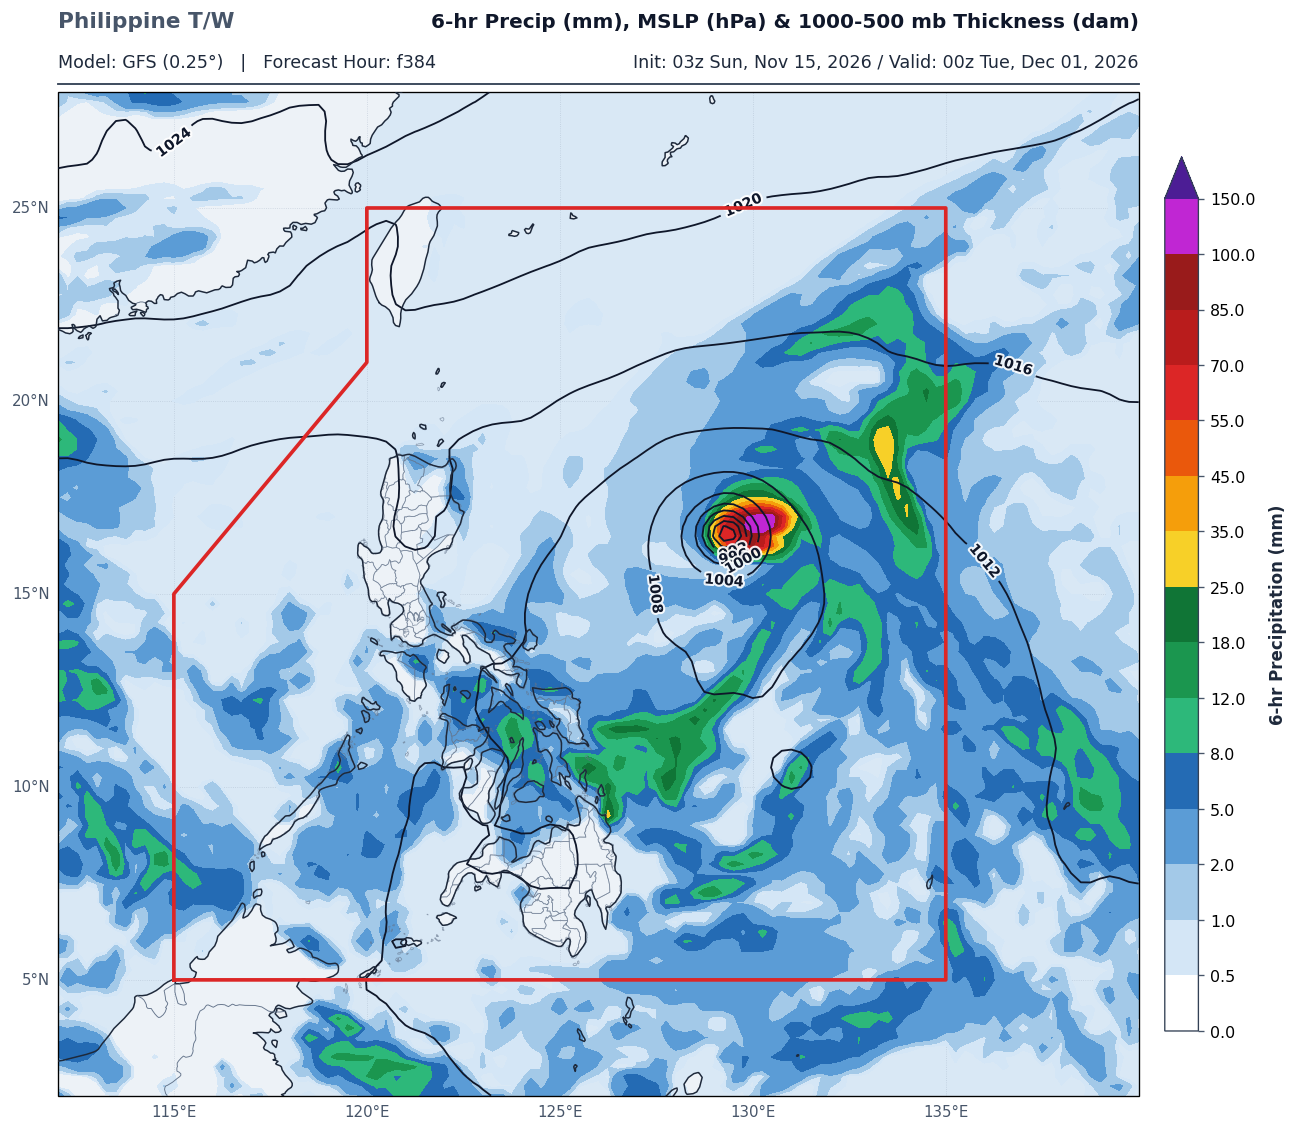 Philippine T/W
6-hr Precip (mm), MSLP (hPa) & 1000-500 mb Thickness (dam)
Model: GFS (0.25°) | Forecast Hour: f384
Init: 03z Sun, Nov 15, 2026 / Valid: 00z Tue, Dec 01, 2026
1024
1020
1016
1012
1008
1004
1000
25°N
20°N
15°N
10°N
5°N
115°E
120°E
125°E
130°E
135°E
150.0
100.0
85.0
70.0
55.0
45.0
35.0
25.0
18.0
12.0
8.0
5.0
2.0
1.0
0.5
0.0
6-hr Precipitation (mm)